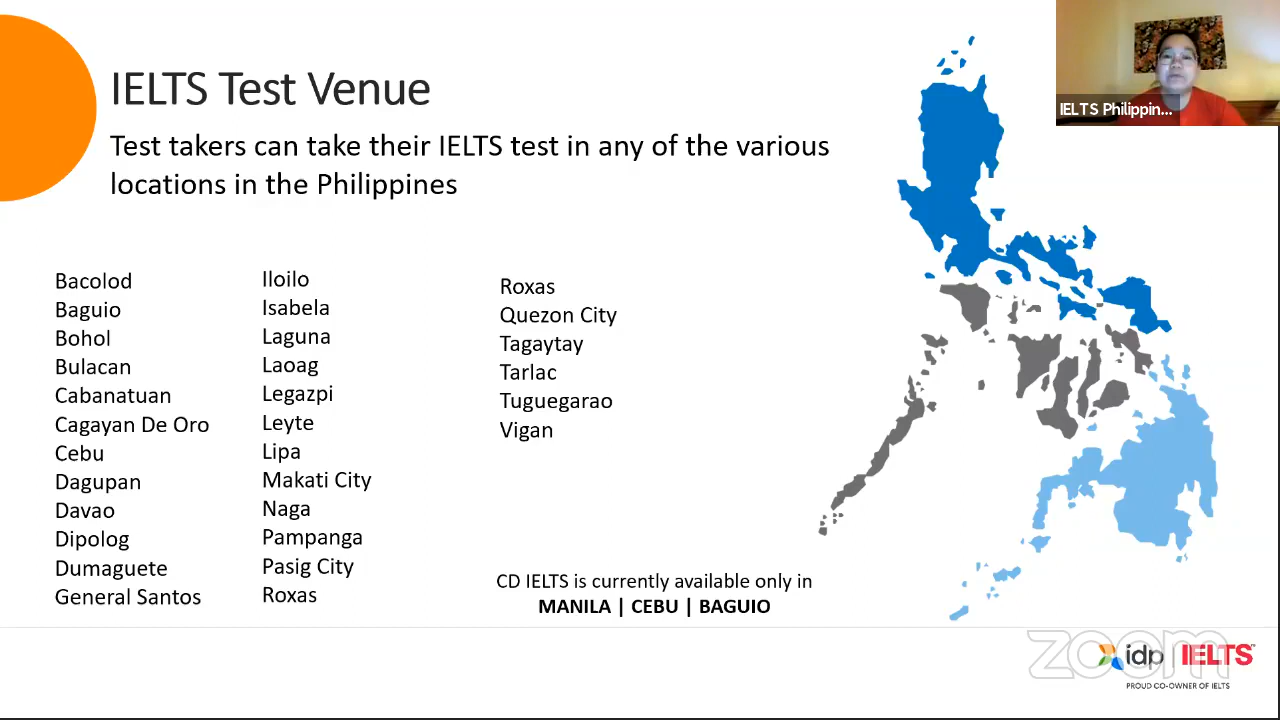 IELTS Test Venue
Test takers can take their IELTS test in any of the various
locations in the Philippines
Bacolod
Baguio
Bohol
Bulacan
Cabanatuan
Cagayan De Oro
Cebu
Dagupan
Davao
Dipolog
Dumaguete
General Santos
Iloilo
Isabela
Laguna
Laoag
Legazpi
Leyte
Lipa
Makati City
Naga
Pampanga
Pasig City
Roxas
Roxas
Quezon City
Tagaytay
Tarlac
Tuguegarao
Vigan
CD IELTS is currently available only in
MANILA | CEBU | BAGUIO
IELTS Philippin...
zoom
idp IELTS™
PROUD CO-OWNER OF IELTS